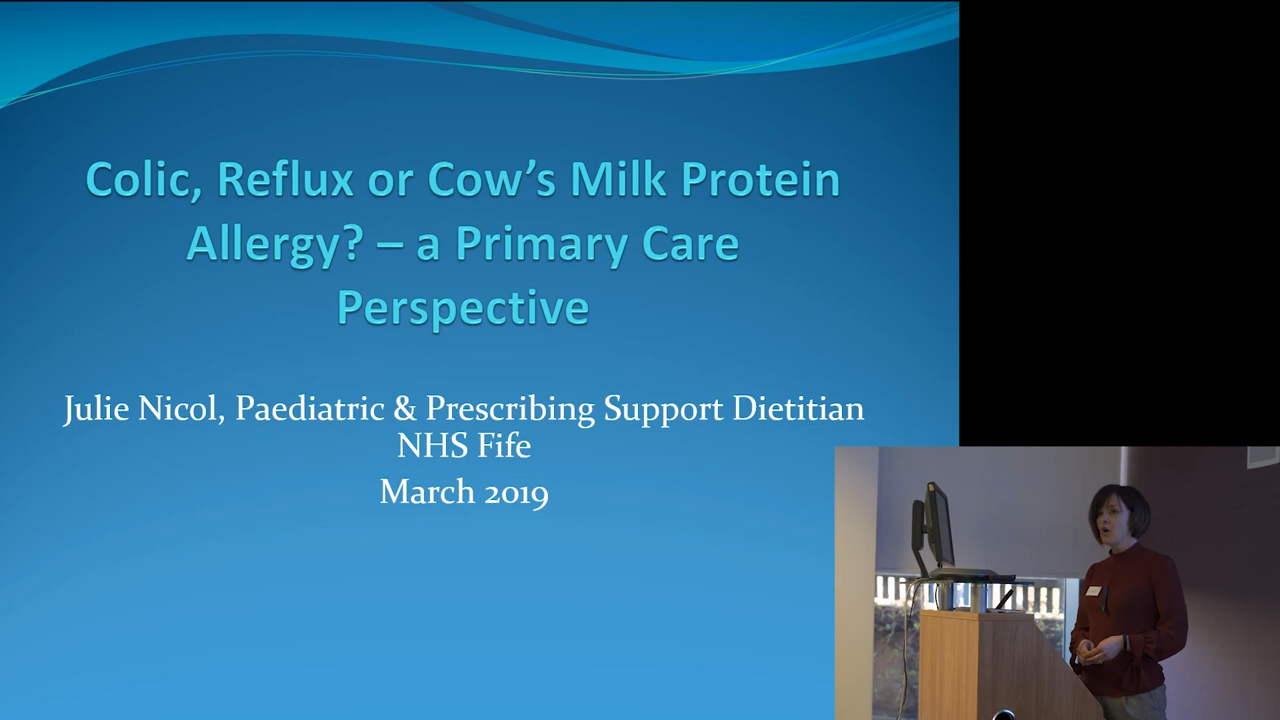 Colic, Reflux or Cow’s Milk Protein
Allergy? – a Primary Care
Perspective
Julie Nicol, Paediatric & Prescribing Support Dietitian
NHS Fife
March 2019